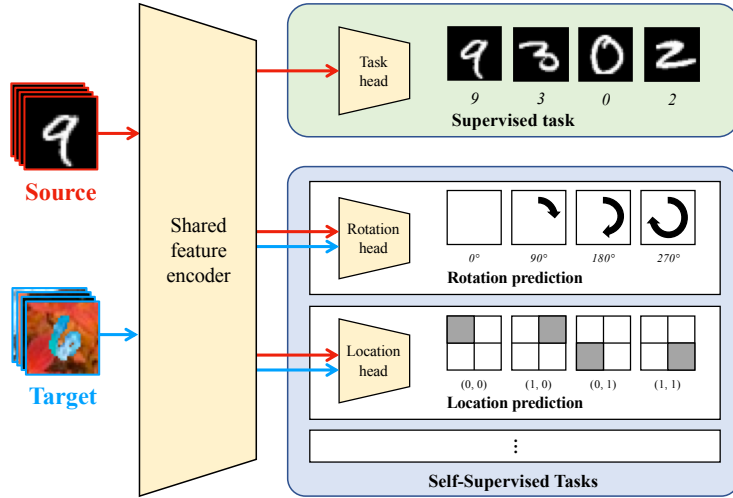 Source
Target
Shared
feature
encoder
Task
head
9 3 0 2
Supervised task
Rotation
head
0° 90° 180° 270°
Rotation prediction
Location
head
(0, 0) (1, 0) (0, 1) (1, 1)
Location prediction
⋮
Self-Supervised Tasks